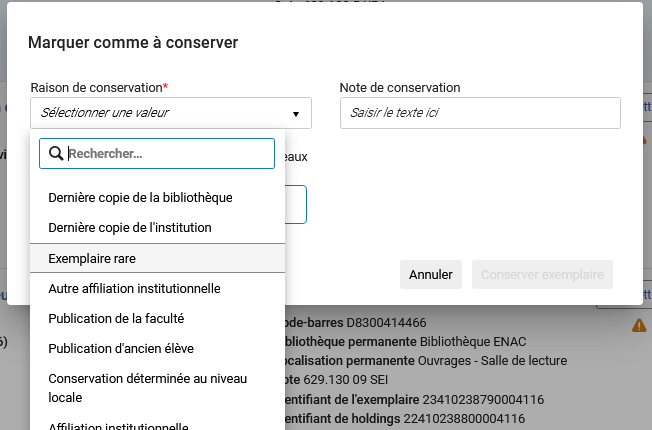 Marquer comme à conserver
Raison de conservation*
Note de conservation
Sélectionner une valeur
Saisir le texte ici
Rechercher...
eaux
Dernière copie de la bibliothèque
Dernière copie de l'institution
Exemplaire rare
Autre affiliation institutionnelle
Annuler
Conserver exemplaire
Publication de la faculté
ode-barres D8300414466
Publication d'ancien élève
bliothèque permanente Bibliothèque ENAC
ocalisation permanente Ouvrages - Salle de lecture
Conservation déterminée au niveau
locale
ote 629.130 09 SEI
entifiant de l'exemplaire 23410238790004116
entifiant de holdings 22410238800004116
Affiliation institutionnelle